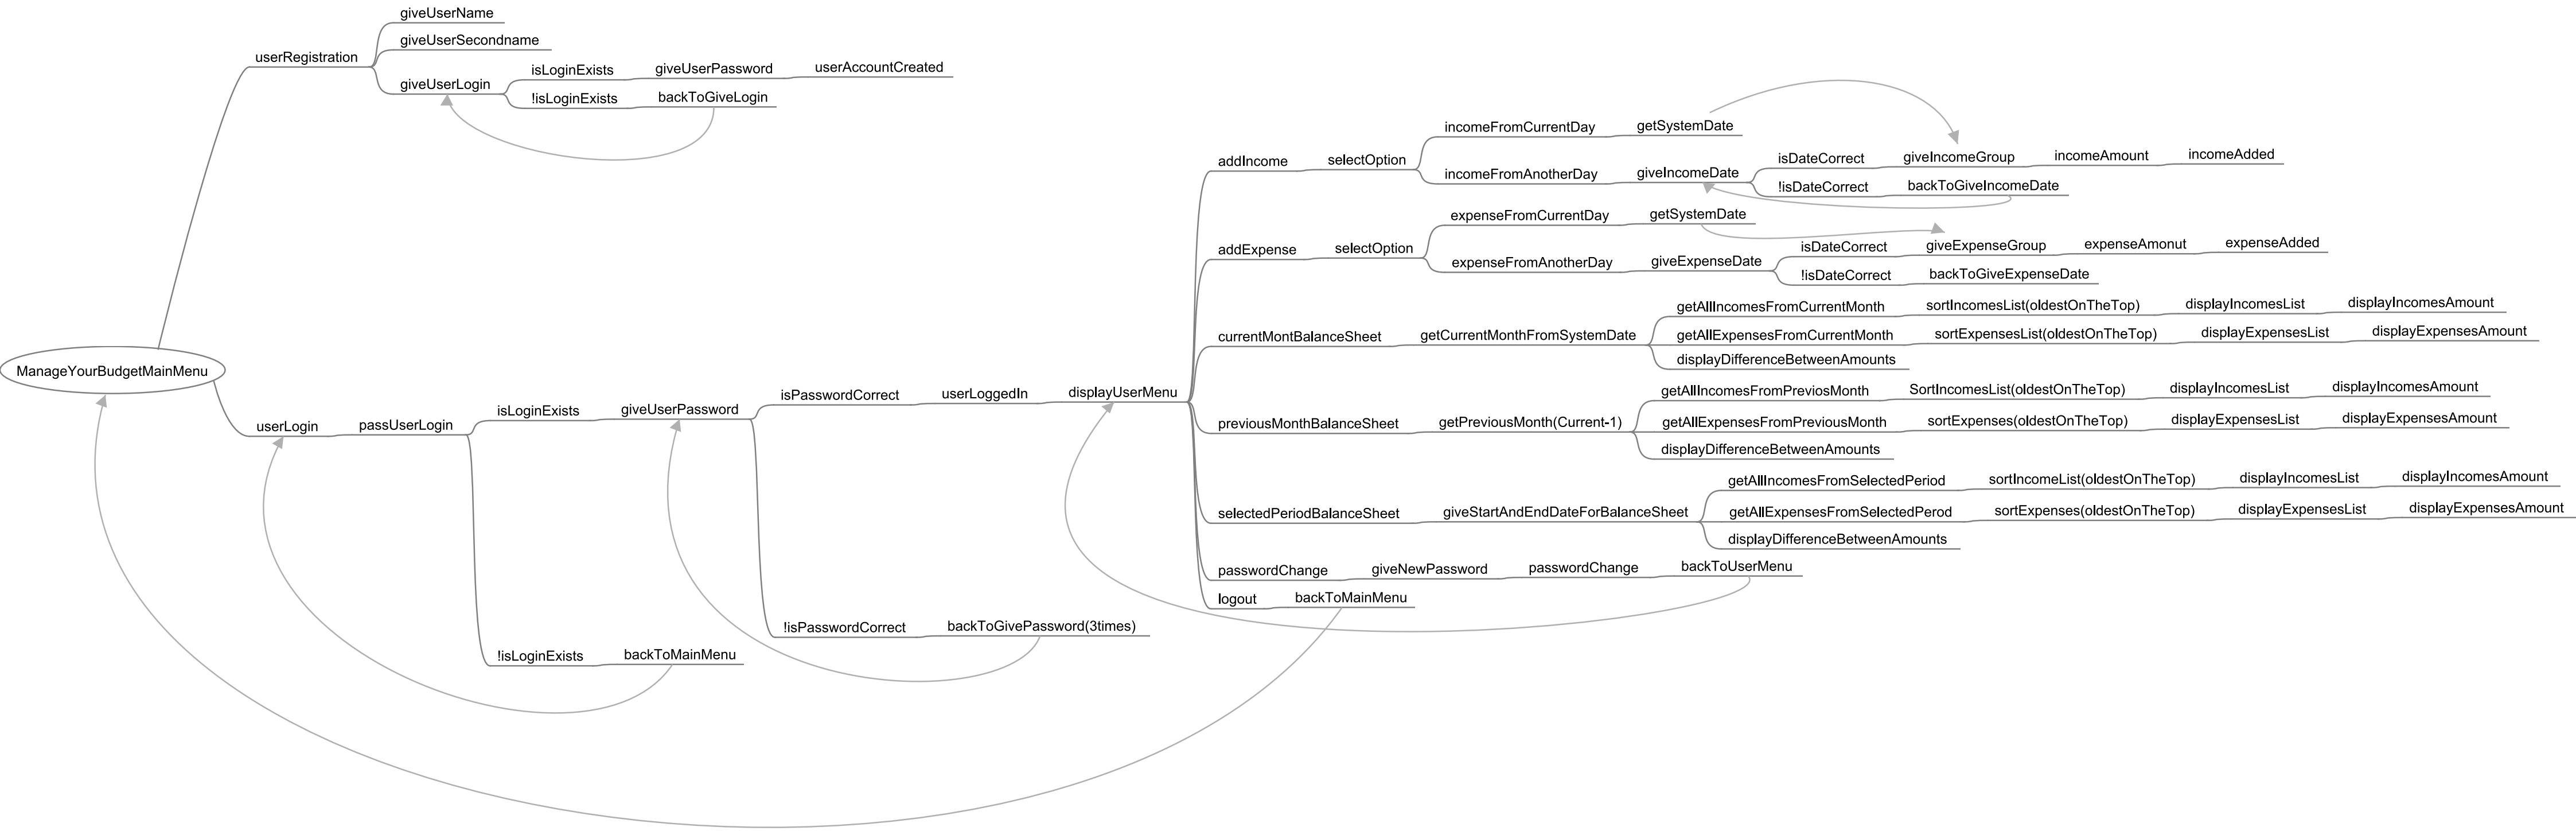 giveUserName
giveUserSecondname
userRegistration
giveUserLogin
isLoginExists
giveUserPassword
userAccountCreated
!isLoginExists
backToGiveLogin
ManageYourBudgetMainMenu
userLogin
passUserLogin
isLoginExists
giveUserPassword
isPasswordCorrect
userLoggedIn
displayUserMenu
addIncome
selectOption
incomeFromCurrentDay
getSystemDate
incomeFromAnotherDay
giveIncomeDate
isDateCorrect
giveIncomeGroup
incomeAmount
incomeAdded
!isDateCorrect
backToGiveIncomeDate
addExpense
selectOption
expenseFromCurrentDay
getSystemDate
expenseFromAnotherDay
giveExpenseDate
isDateCorrect
giveExpenseGroup
expenseAmonut
expenseAdded
!isDateCorrect
backToGiveExpenseDate
currentMontBalanceSheet
getCurrentMonthFromSystemDate
getAllIncomesFromCurrentMonth
sortIncomesList(oldestOnTheTop)
displayIncomesList
displayIncomesAmount
getAllExpensesFromCurrentMonth
sortExpensesList(oldestOnTheTop)
displayExpensesList
displayExpensesAmount
displayDifferenceBetweenAmounts
previousMonthBalanceSheet
getPreviousMonth(Current-1)
getAllIncomesFromPreviosMonth
SortIncomesList(oldestOnTheTop)
displayIncomesList
displayIncomesAmount
getAllExpensesFromPreviousMonth
sortExpenses(oldestOnTheTop)
displayExpensesList
displayExpensesAmount
displayDifferenceBetweenAmounts
selectedPeriodBalanceSheet
giveStartAndEndDateForBalanceSheet
getAllIncomesFromSelectedPeriod
sortIncomeList(oldestOnTheTop)
displayIncomesList
displayIncomesAmount
getAllExpensesFromSelectedPerod
sortExpenses(oldestOnTheTop)
displayExpensesList
displayExpensesAmount
displayDifferenceBetweenAmounts
passwordChange
giveNewPassword
passwordChange
backToUserMenu
logout
backToMainMenu
!isPasswordCorrect
backToGivePassword(3times)
!isLoginExists
backToMainMenu